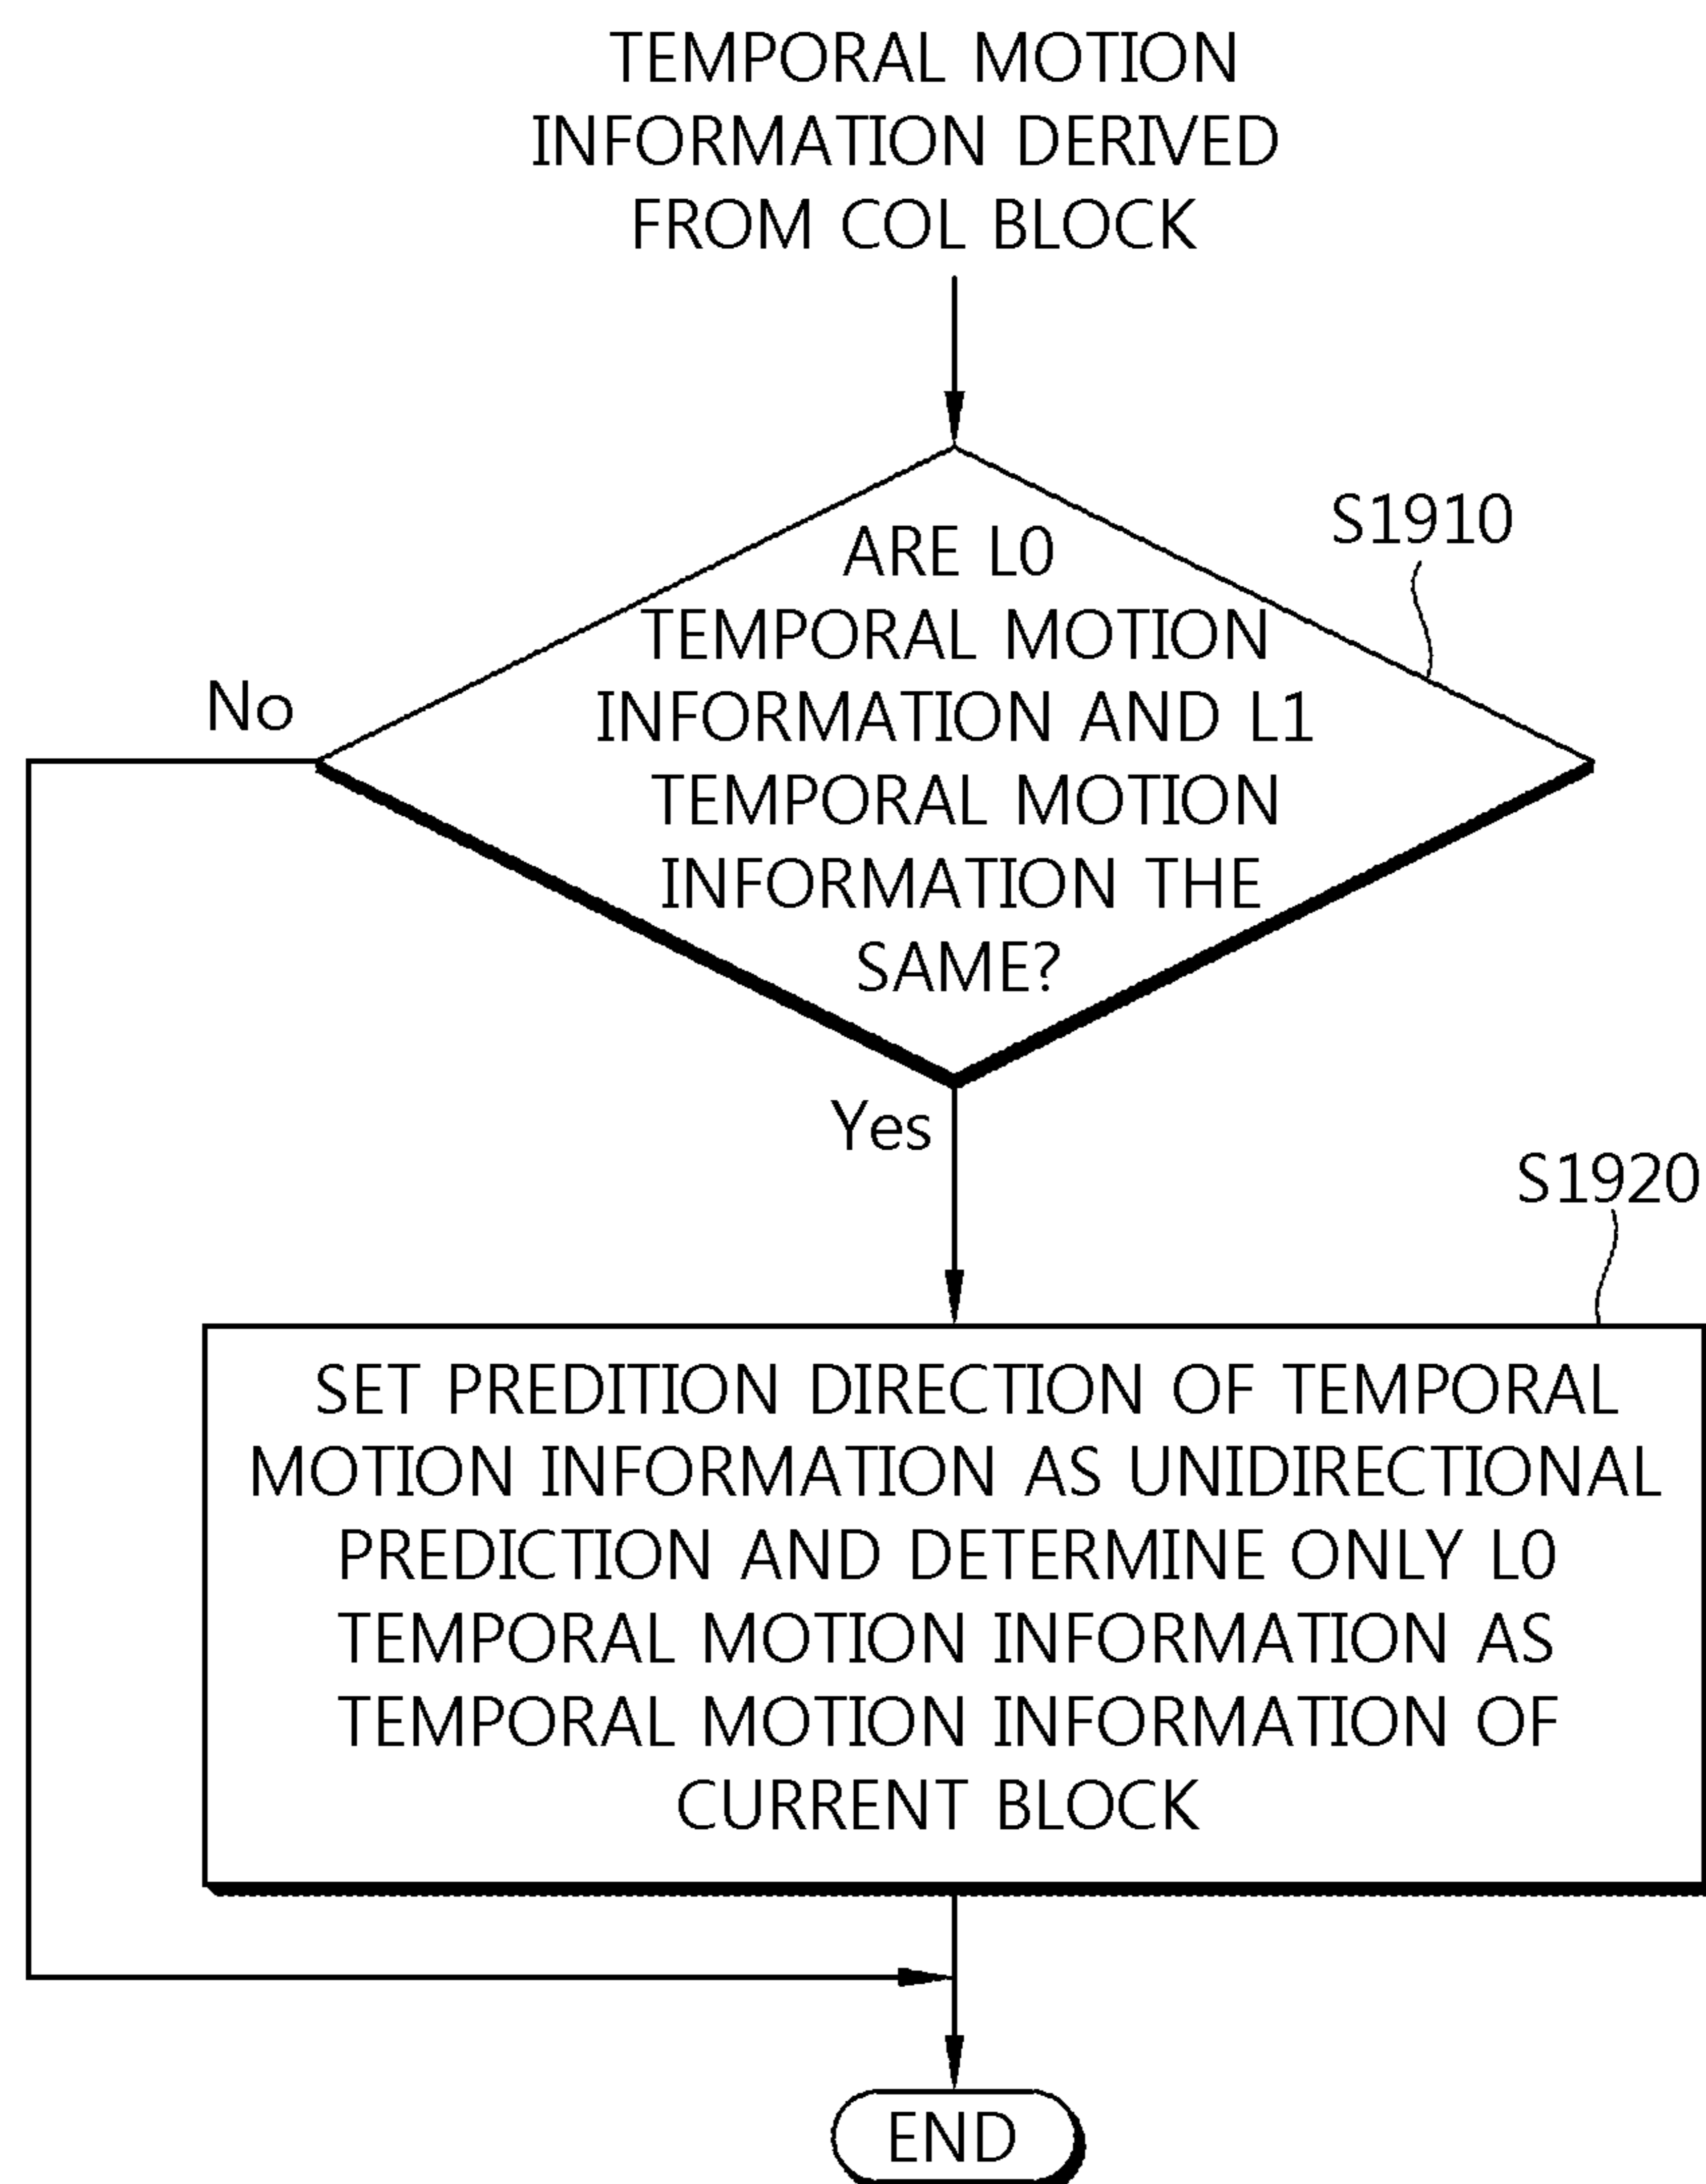 TEMPORAL MOTION
INFORMATION DERIVED
FROM COL BLOCK
S1910
ARE L0
TEMPORAL MOTION
INFORMATION AND L1
TEMPORAL MOTION
INFORMATION THE
SAME?
No
Yes
S1920
SET PREDITION DIRECTION OF TEMPORAL
MOTION INFORMATION AS UNIDIRECTIONAL
PREDICTION AND DETERMINE ONLY L0
TEMPORAL MOTION INFORMATION AS
TEMPORAL MOTION INFORMATION OF
CURRENT BLOCK
END